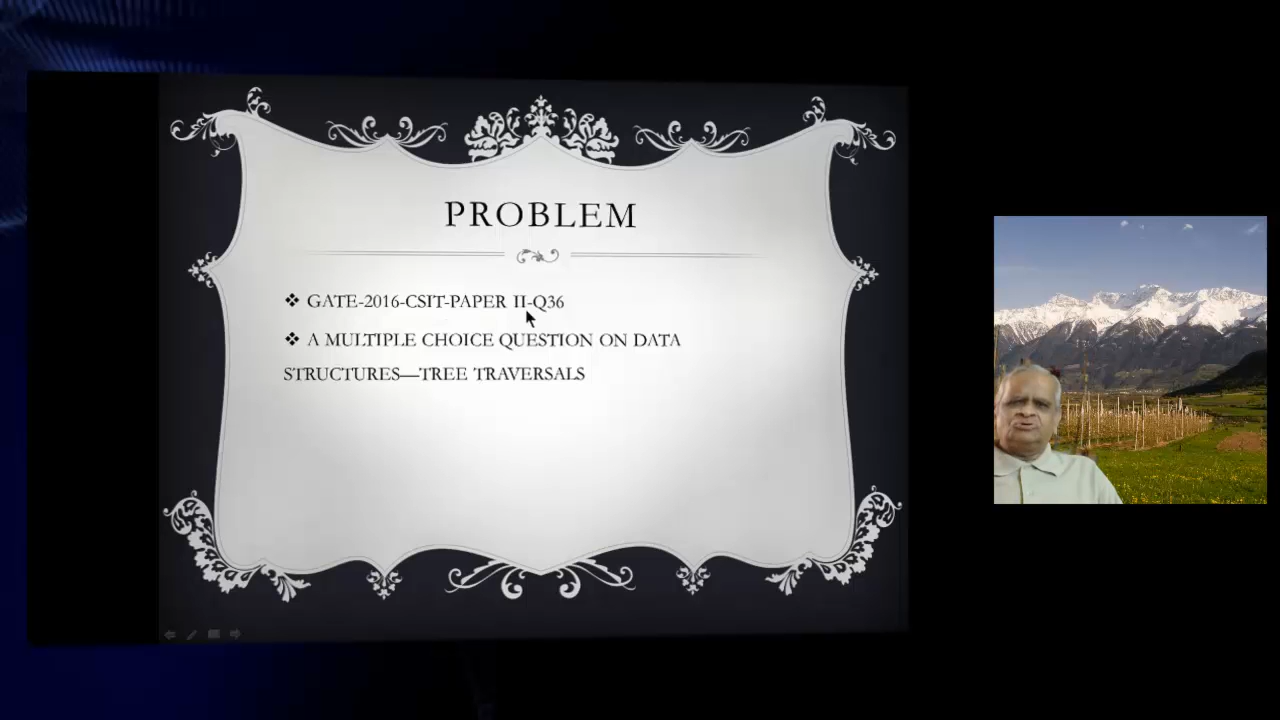 PROBLEM
❖ GATE-2016-CSIT-PAPER II-Q36
❖ A MULTIPLE CHOICE QUESTION ON DATA
STRUCTURES—TREE TRAVERSALS